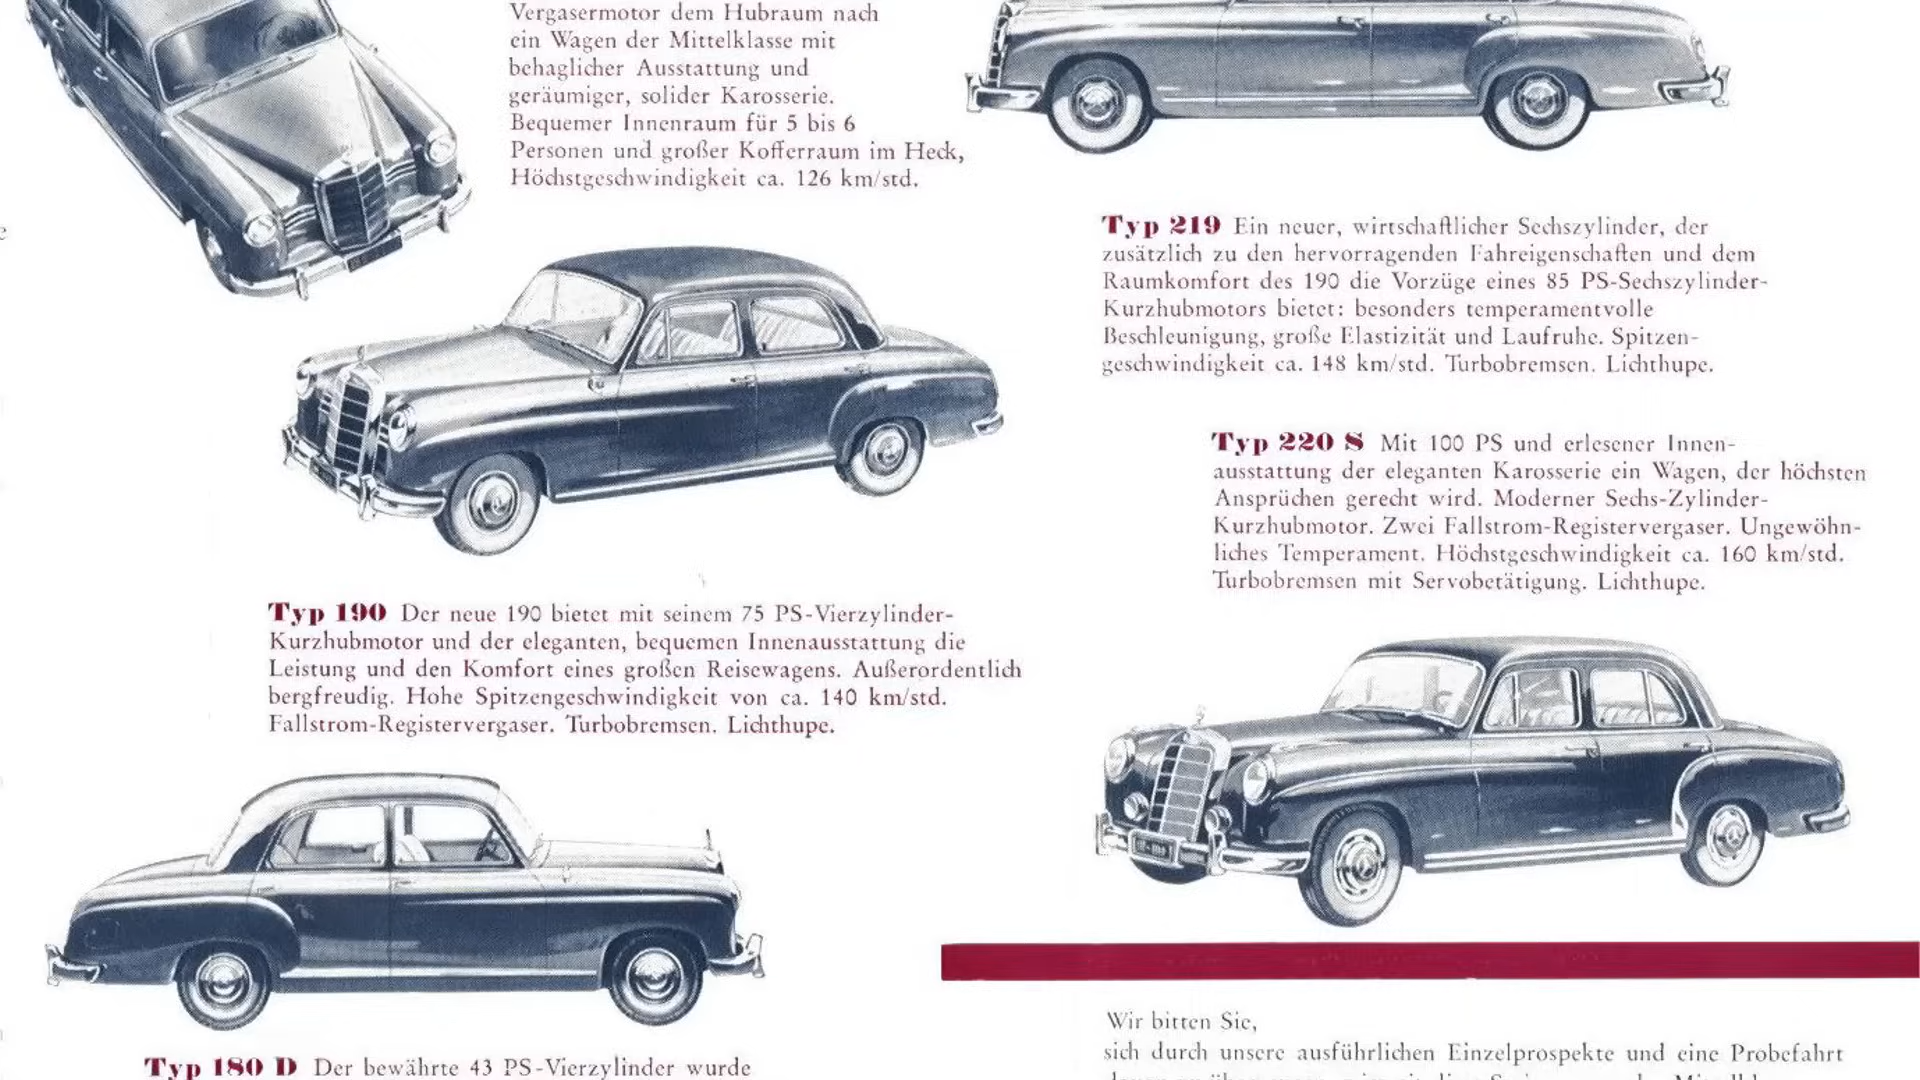 Vergasermotor dem Hubraum nach
ein Wagen der Mittelklasse mit
behaglicher Ausstattung und
geräumiger, solider Karosserie.
Bequemer Innenraum für 5 bis 6
Personen und großer Kofferraum im Heck,
Höchstgeschwindigkeit ca. 126 km/std.
Typ 219 Ein neuer, wirtschaftlicher Sechszylinder, der
zusätzlich zu den hervorragenden Fahreigenschaften und dem
Raumkomfort des 190 die Vorzüge eines 85 PS-Sechszylinder-
Kurzhubmotors bietet: besonders temperamentvolle
Beschleunigung, große Elastizität und Laufruhe. Spitzen-
geschwindigkeit ca. 148 km/std. Turbobremsen. Lichthupe.
Typ 220 S Mit 100 PS und erlesener Innen-
ausstattung der eleganten Karosserie ein Wagen, der höchsten
Ansprüchen gerecht wird. Moderner Sechs-Zylinder-
Kurzhubmotor. Zwei Fallstrom-Registervergaser. Ungewöhn-
liches Temperament. Höchstgeschwindigkeit ca. 160 km/std.
Turbobremsen mit Servobetätigung. Lichthupe.
Typ 190 Der neue 190 bietet mit seinem 75 PS-Vierzylinder-
Kurzhubmotor und der eleganten, bequemen Innenausstattung die
Leistung und den Komfort eines großen Reisewagens. Außerordentlich
bergfreudig. Hohe Spitzengeschwindigkeit von ca. 140 km/std.
Fallstrom-Registervergaser. Turbobremsen. Lichthupe.
Typ 180 D Der bewährte 43 PS-Vierzylinder wurde
Wir bitten Sie,
sich durch unsere ausführlichen Einzelprospekte und eine Probefahrt